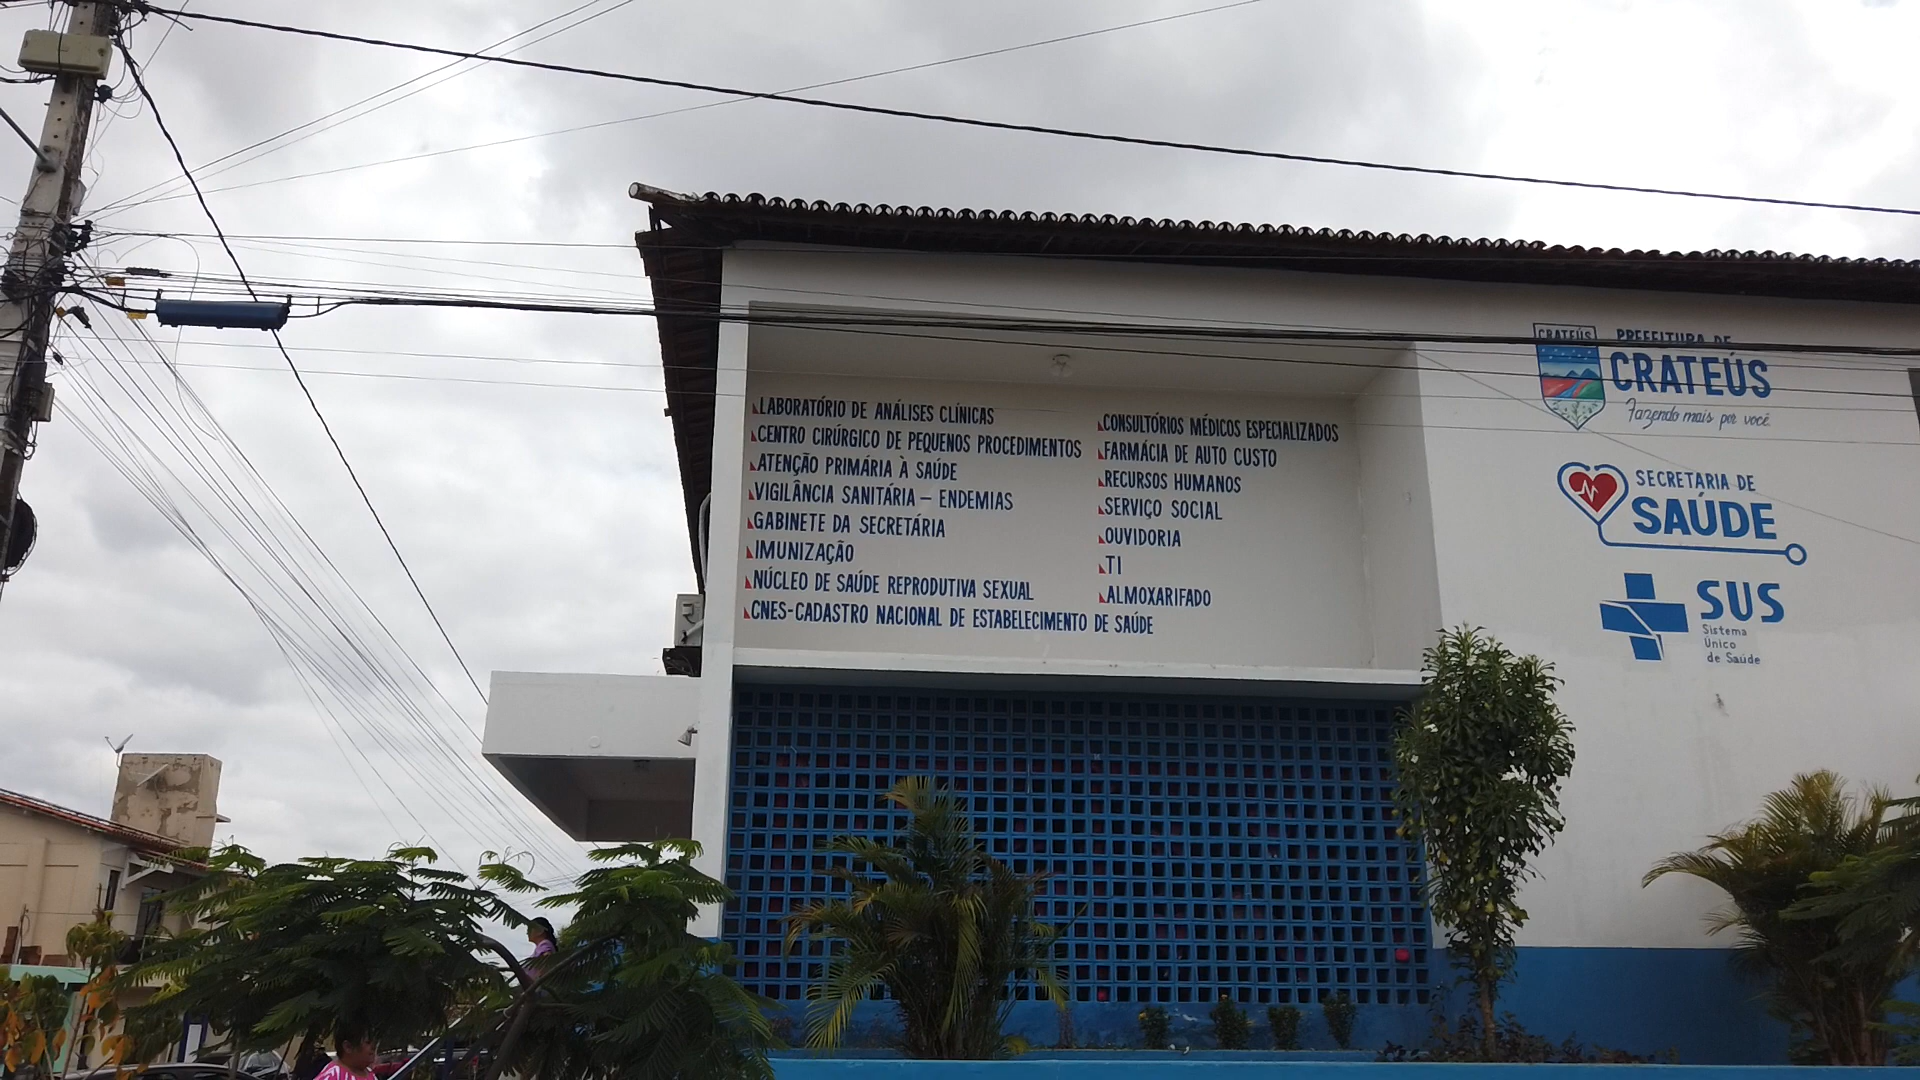 LABORATÓRIO DE ANÁLISES CLÍNICAS
CENTRO CIRÚRGICO DE PEQUENOS PROCEDIMENTOS
ATENÇÃO PRIMÁRIA À SAÚDE
VIGILÂNCIA SANITÁRIA – ENDEMIAS
GABINETE DA SECRETÁRIA
IMUNIZAÇÃO
NÚCLEO DE SAÚDE REPRODUTIVA SEXUAL
CNES-CADASTRO NACIONAL DE ESTABELECIMENTO DE SAÚDE
CONSULTÓRIOS MÉDICOS ESPECIALIZADOS
FARMÁCIA DE AUTO CUSTO
RECURSOS HUMANOS
SERVIÇO SOCIAL
OUVIDORIA
TI
ALMOXARIFADO
CRATEÚS
PREFEITURA DE
CRATEÚS
Fazendo mais por você
SECRETARIA DE
SAÚDE
SUS
Sistema
Único
de Saúde